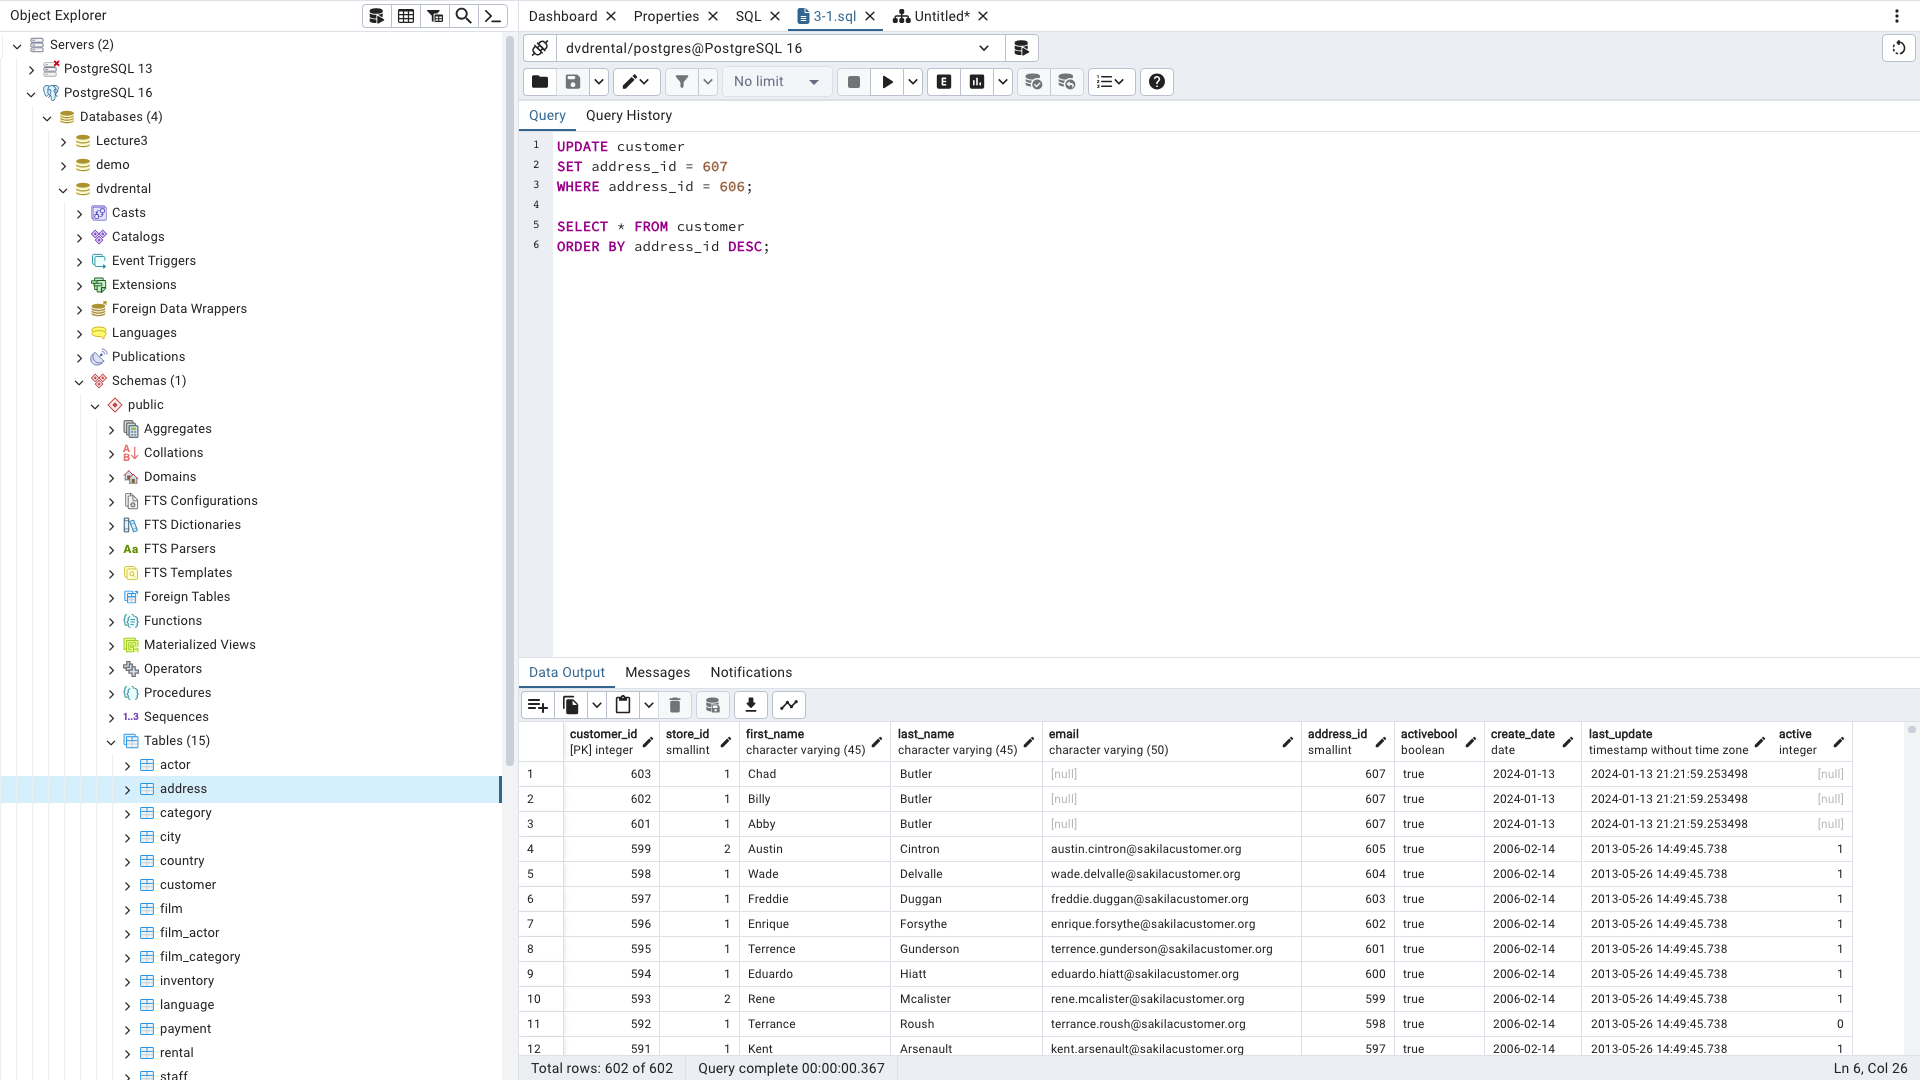 Object Explorer
Servers (2)
PostgreSQL 13
PostgreSQL 16
Databases (4)
Lecture3
demo
dvdrental
Casts
Catalogs
Event Triggers
Extensions
Foreign Data Wrappers
Languages
Publications
Schemas (1)
public
Aggregates
Collations
Domains
FTS Configurations
FTS Dictionaries
Aa FTS Parsers
FTS Templates
Foreign Tables
Functions
Materialized Views
Operators
Procedures
1..3 Sequences
Tables (15)
actor
address
category
city
country
customer
film
film_actor
film_category
inventory
language
payment
rental
staff
Dashboard Properties SQL 3-1.sql Untitled*
dvdrental/postgres@PostgreSQL 16
No limit E
Query Query History
1 UPDATE customer
2 SET address_id = 607
3 WHERE address_id = 606;
4
5 SELECT * FROM customer
6 ORDER BY address_id DESC;
Data Output Messages Notifications
customer_id store_id first_name last_name email address_id activebool create_date last_update active
[PK] integer smallint character varying (45) character varying (45) character varying (50) smallint boolean date timestamp without time zone integer
1 603 1 Chad Butler [null] 607 true 2024-01-13 2024-01-13 21:21:59.253498 [null]
2 602 1 Billy Butler [null] 607 true 2024-01-13 2024-01-13 21:21:59.253498 [null]
3 601 1 Abby Butler [null] 607 true 2024-01-13 2024-01-13 21:21:59.253498 [null]
4 599 2 Austin Cintron austin.cintron@sakilacustomer.org 605 true 2006-02-14 2013-05-26 14:49:45.738 1
5 598 1 Wade Delvalle wade.delvalle@sakilacustomer.org 604 true 2006-02-14 2013-05-26 14:49:45.738 1
6 597 1 Freddie Duggan freddie.duggan@sakilacustomer.org 603 true 2006-02-14 2013-05-26 14:49:45.738 1
7 596 1 Enrique Forsythe enrique.forsythe@sakilacustomer.org 602 true 2006-02-14 2013-05-26 14:49:45.738 1
8 595 1 Terrence Gunderson terrence.gunderson@sakilacustomer.org 601 true 2006-02-14 2013-05-26 14:49:45.738 1
9 594 1 Eduardo Hiatt eduardo.hiatt@sakilacustomer.org 600 true 2006-02-14 2013-05-26 14:49:45.738 1
10 593 2 Rene Mcalister rene.mcalister@sakilacustomer.org 599 true 2006-02-14 2013-05-26 14:49:45.738 1
11 592 1 Terrance Roush terrance.roush@sakilacustomer.org 598 true 2006-02-14 2013-05-26 14:49:45.738 0
12 591 1 Kent Arsenault kent.arsenault@sakilacustomer.org 597 true 2006-02-14 2013-05-26 14:49:45.738 1
Total rows: 602 of 602 Query complete 00:00:00.367 Ln 6, Col 26